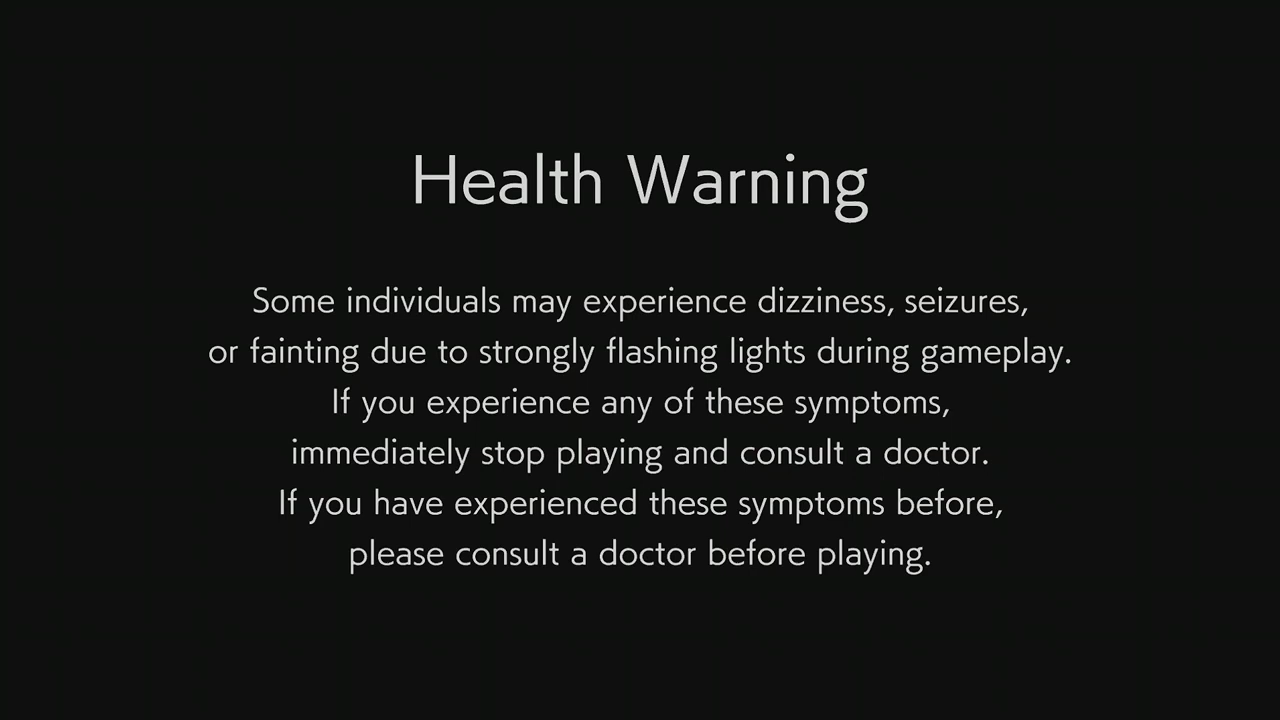 Health Warning
Some individuals may experience dizziness, seizures,
or fainting due to strongly flashing lights during gameplay.
If you experience any of these symptoms,
immediately stop playing and consult a doctor.
If you have experienced these symptoms before,
please consult a doctor before playing.